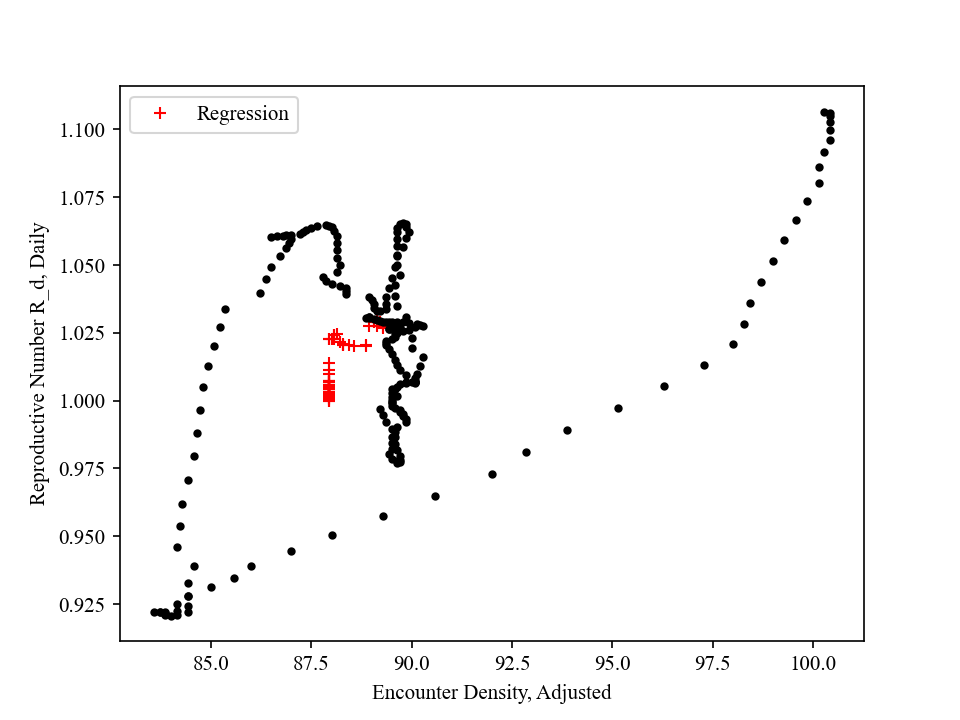 Regression
1.100
1.075
1.050
1.025
1.000
0.975
0.950
0.925
Reproductive Number R_d, Daily
85.0 87.5 90.0 92.5 95.0 97.5 100.0
Encounter Density, Adjusted